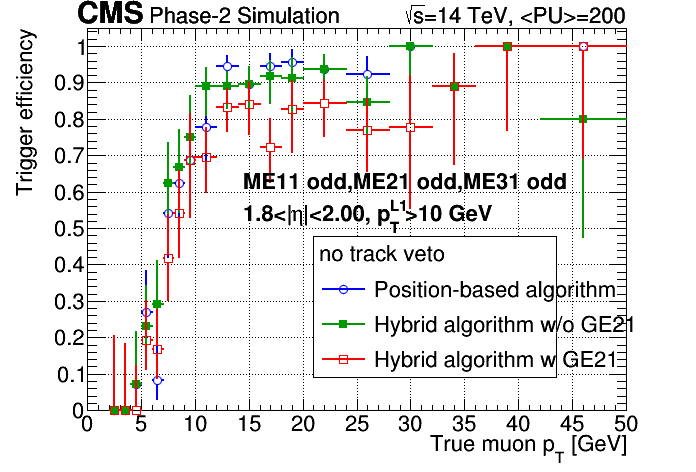 CMS Phase-2 Simulation √s=14 TeV, <PU>=200
Trigger efficiency
1
0.9
0.8
0.7
0.6
0.5
0.4
0.3
0.2
0.1
0
ME11 odd,ME21 odd,ME31 odd
1.8<|η|<2.00, p_T^L1>10 GeV
no track veto
Position-based algorithm
Hybrid algorithm w/o GE21
Hybrid algorithm w GE21
0 5 10 15 20 25 30 35 40 45 50
True muon p_T [GeV]